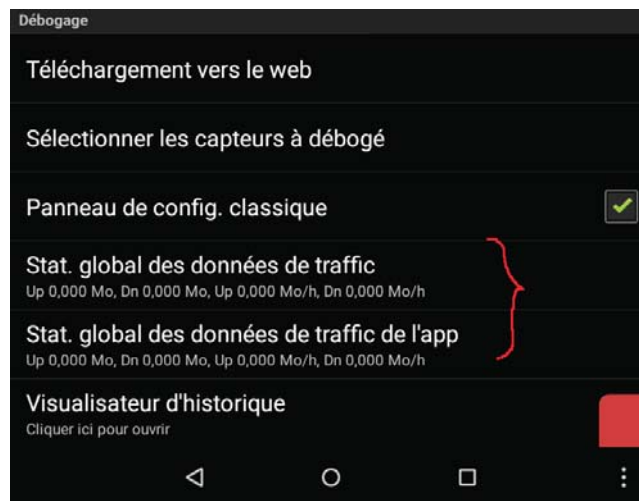 Débogage
Téléchargement vers le web
Sélectionner les capteurs à débogé
Panneau de config. classique
Stat. global des données de traffic
Up 0,000 Mo, Dn 0,000 Mo, Up 0,000 Mo/h, Dn 0,000 Mo/h
Stat. global des données de traffic de l'app
Up 0,000 Mo, Dn 0,000 Mo, Up 0,000 Mo/h, Dn 0,000 Mo/h
Visualisateur d'historique
Cliquer ici pour ouvrir